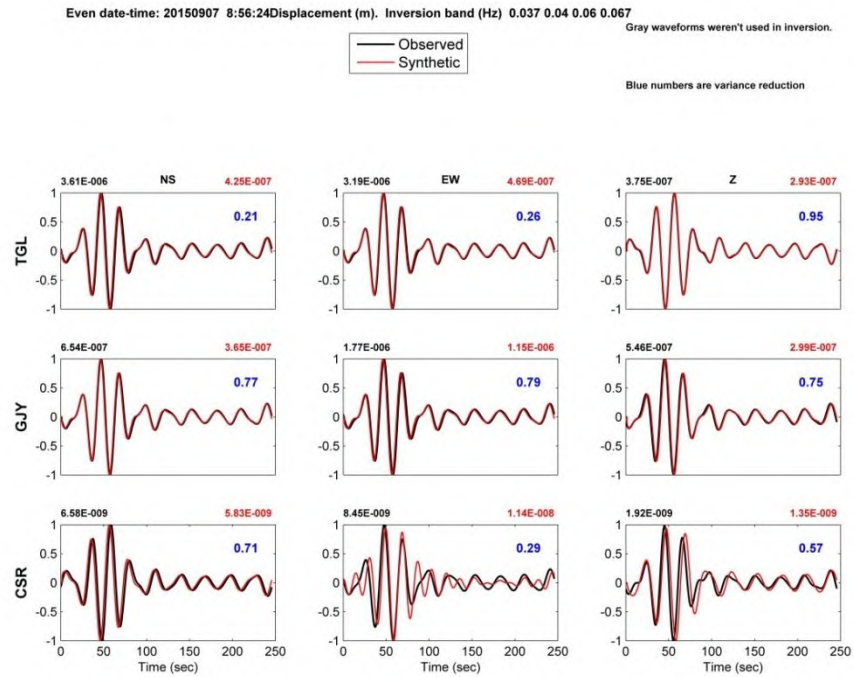 Even date-time: 20150907 8:56:24Displacement (m). Inversion band (Hz) 0.037 0.04 0.06 0.067
Gray waveforms weren't used in inversion.
Observed
Synthetic
Blue numbers are variance reduction
3.61E-006 NS 4.25E-007
3.19E-006 EW 4.69E-007
3.75E-007 Z 2.93E-007
TGL
1
0.5
0
-0.5
-1
0.21
1
0.5
0
-0.5
-1
0.26
1
0.5
0
-0.5
-1
0.95
6.54E-007 3.65E-007
1.77E-006 1.15E-006
5.46E-007 2.99E-007
GJY
1
0.5
0
-0.5
-1
0.77
1
0.5
0
-0.5
-1
0.79
1
0.5
0
-0.5
-1
0.75
6.58E-009 5.83E-009
8.45E-009 1.14E-008
1.92E-009 1.35E-009
CSR
1
0.5
0
-0.5
-1
0.71
1
0.5
0
-0.5
-1
0.29
1
0.5
0
-0.5
-1
0.57
0 50 100 150 200 250
0 50 100 150 200 250
0 50 100 150 200 250
Time (sec)
Time (sec)
Time (sec)